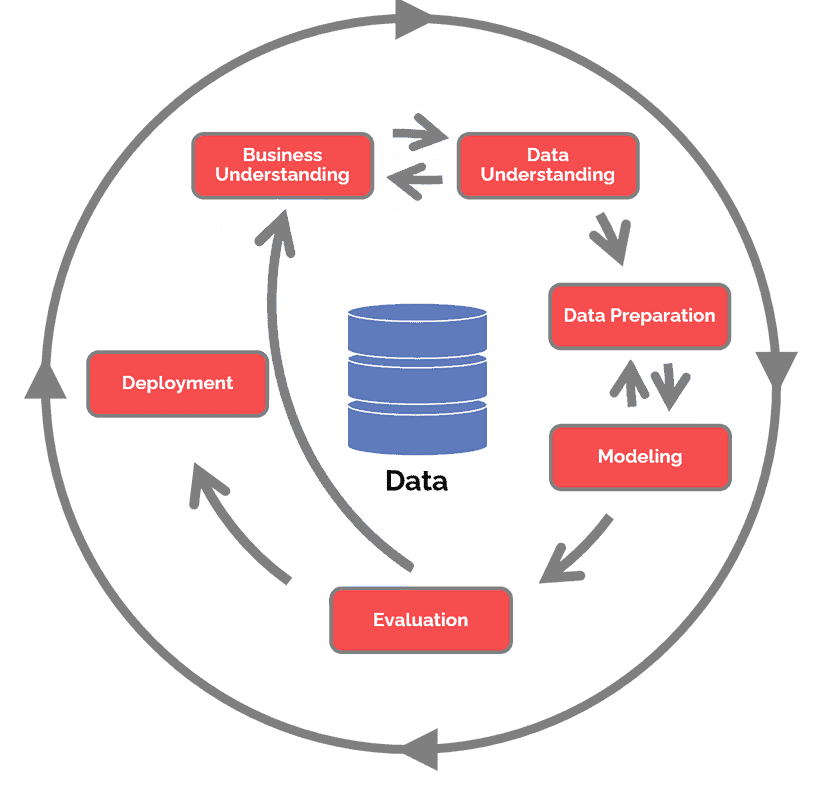 Business
Understanding
Data
Understanding
Data Preparation
Deployment
Modeling
Data
Evaluation